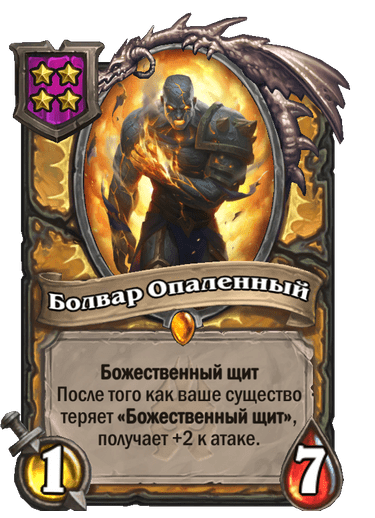 Болвар Опаленный
Божественный щит
После того как ваше существо
теряет «Божественный щит»,
получает +2 к атаке.
1
7